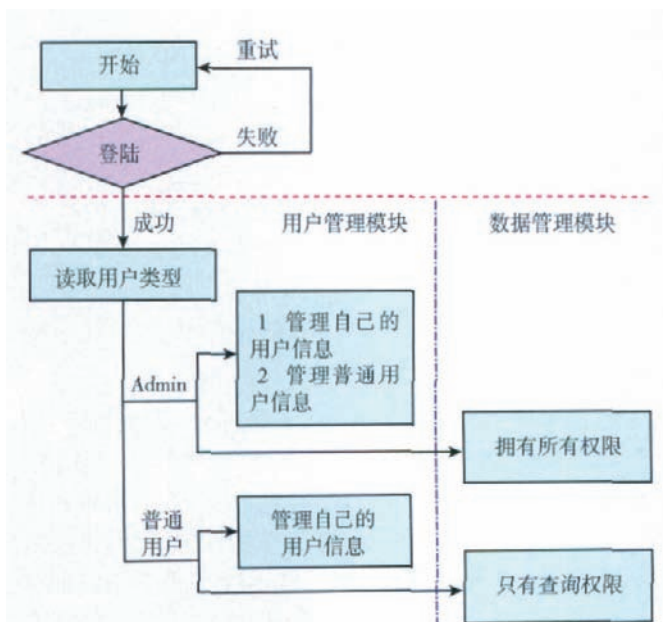 开始
重试
登陆
失败
成功
用户管理模块
数据管理模块
读取用户类型
1 管理自己的
用户信息
2 管理普通用
户信息
Admin
拥有所有权限
普通
用户
管理自己的
用户信息
只有查询权限